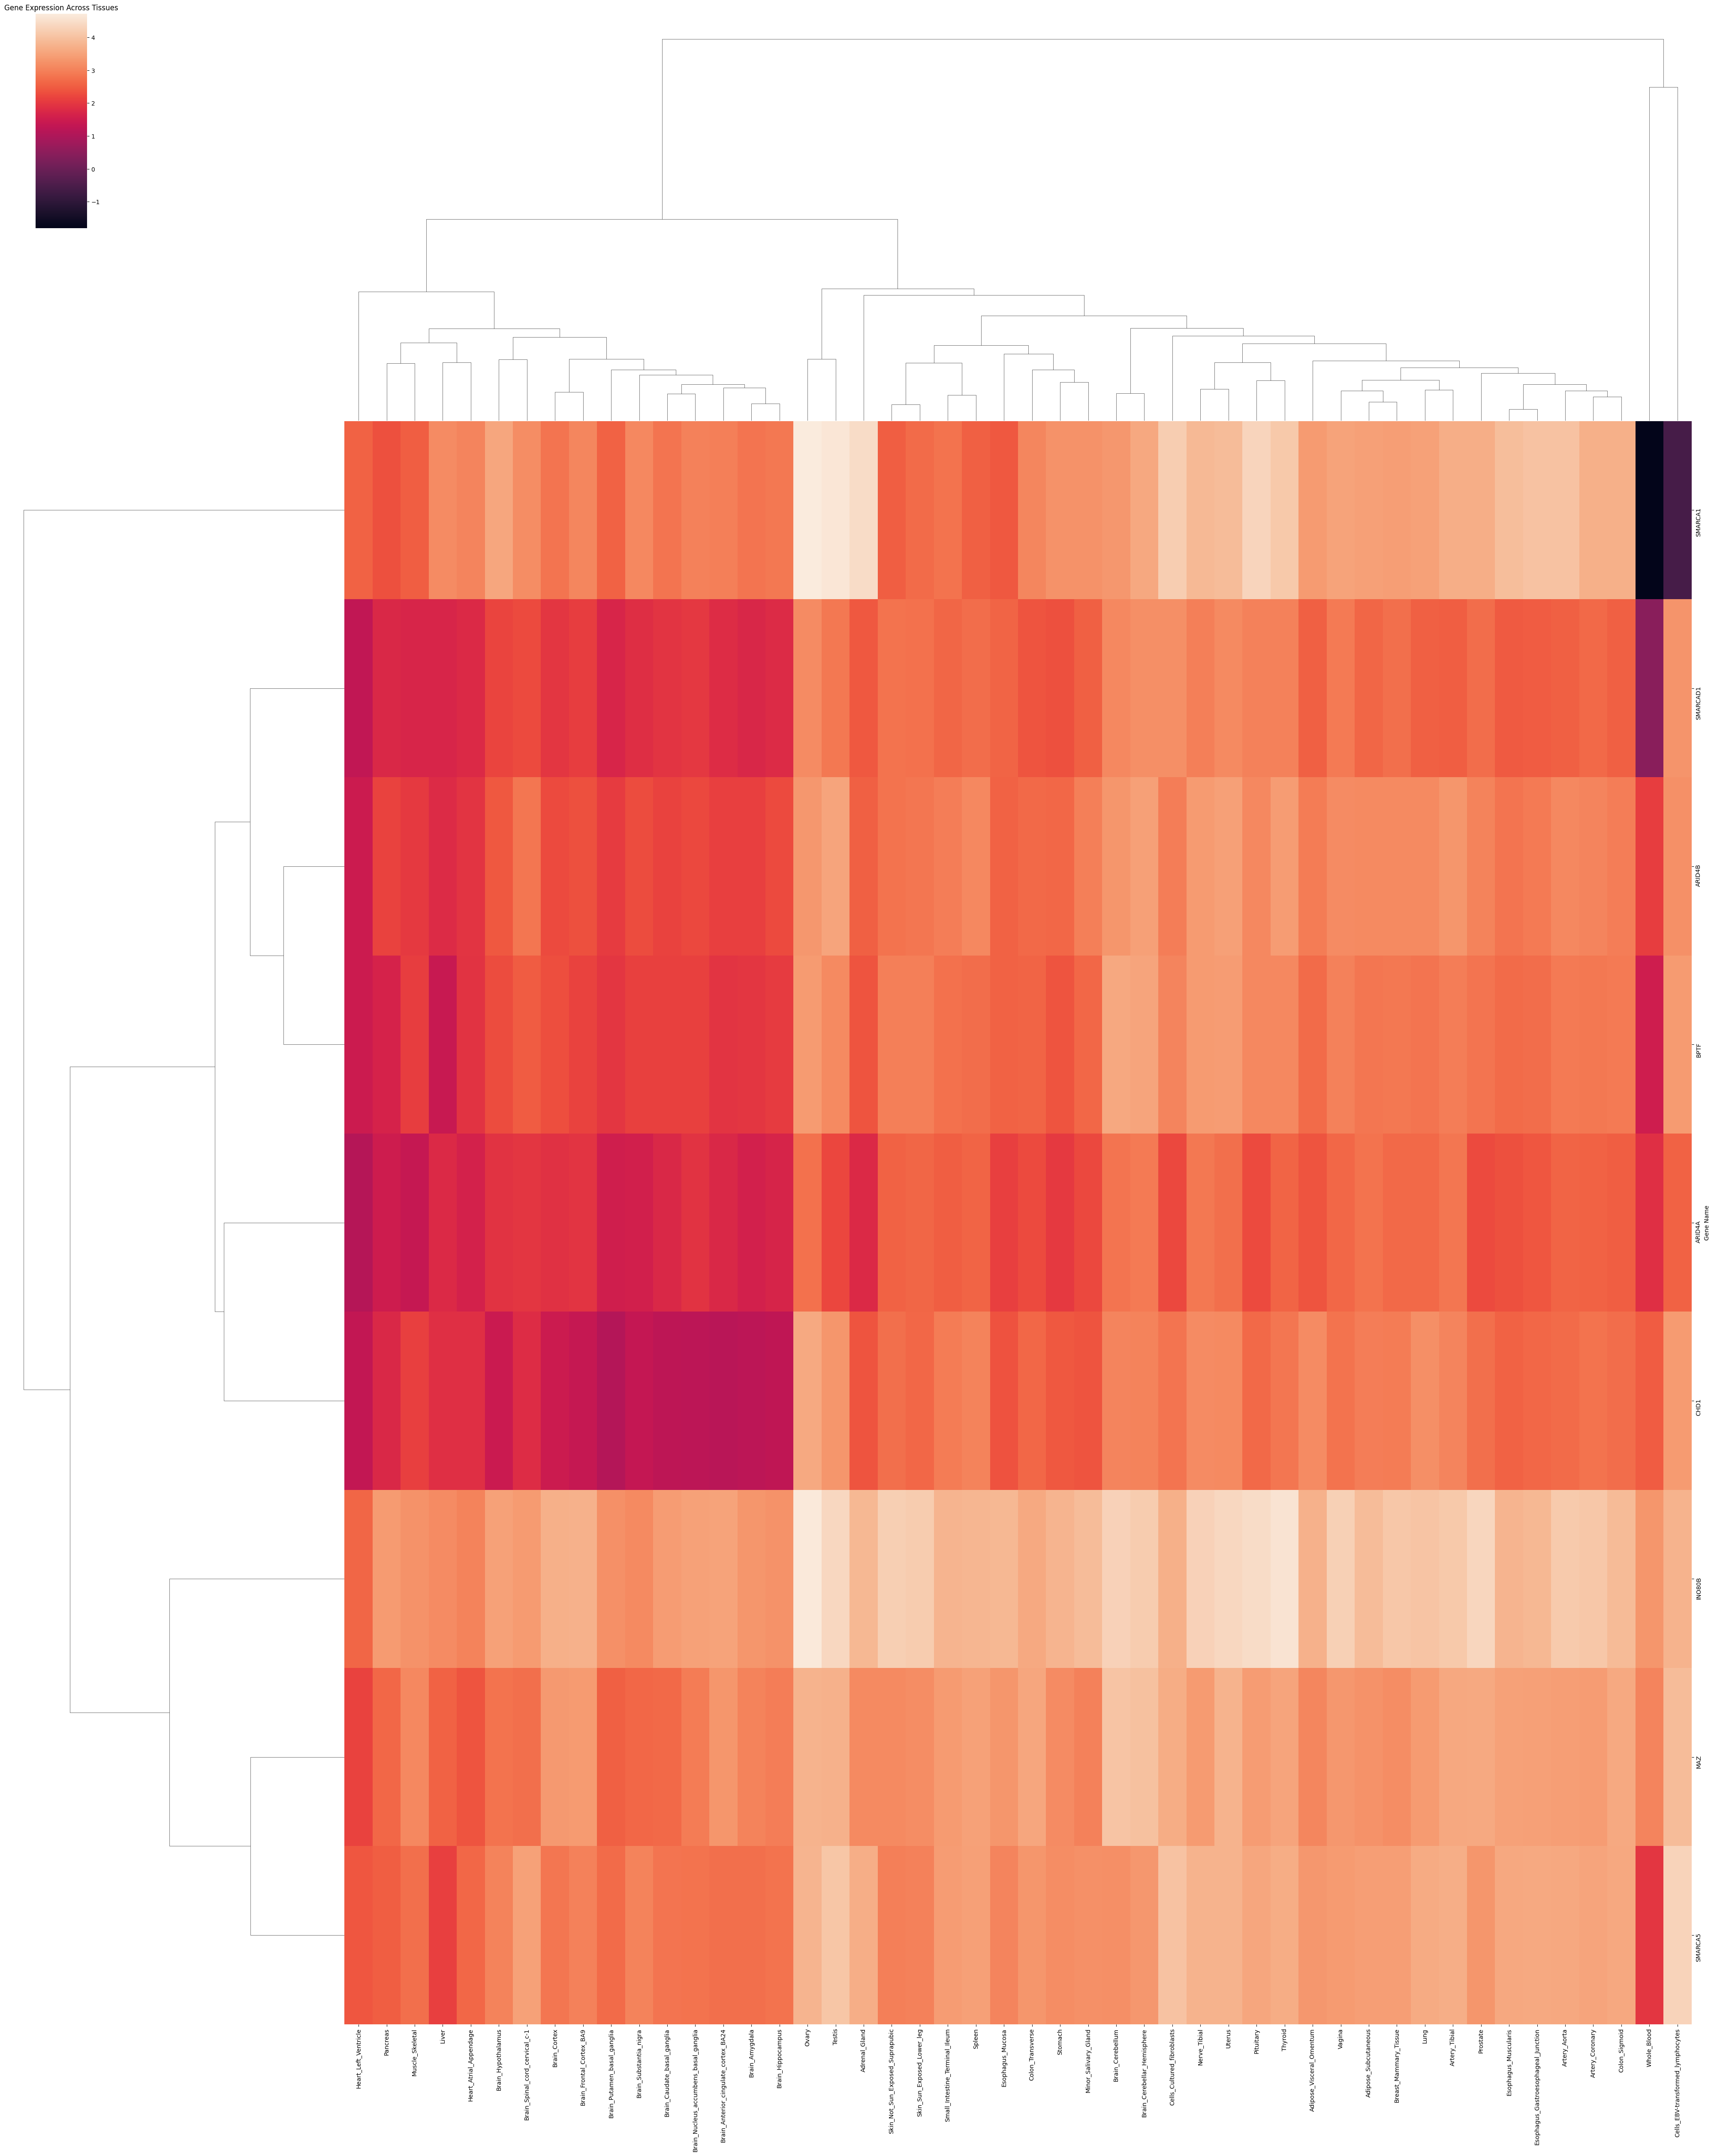 Gene Expression Across Tissues
4
3
2
1
0
−1
SMARCA1
SMARCAD1
ARID4B
BPTF
ARID4A
CHD1
INO80B
MAZ
SMARCA5
Gene Name
Heart_Left_Ventricle
Pancreas
Muscle_Skeletal
Liver
Heart_Atrial_Appendage
Brain_Hypothalamus
Brain_Spinal_cord_cervical_c-1
Brain_Cortex
Brain_Frontal_Cortex_BA9
Brain_Putamen_basal_ganglia
Brain_Substantia_nigra
Brain_Caudate_basal_ganglia
Brain_Nucleus_accumbens_basal_ganglia
Brain_Anterior_cingulate_cortex_BA24
Brain_Amygdala
Brain_Hippocampus
Ovary
Testis
Adrenal_Gland
Skin_Not_Sun_Exposed_Suprapubic
Skin_Sun_Exposed_Lower_leg
Small_Intestine_Terminal_Ileum
Spleen
Esophagus_Mucosa
Colon_Transverse
Stomach
Minor_Salivary_Gland
Brain_Cerebellum
Brain_Cerebellar_Hemisphere
Cells_Cultured_fibroblasts
Nerve_Tibial
Uterus
Pituitary
Thyroid
Adipose_Visceral_Omentum
Vagina
Adipose_Subcutaneous
Breast_Mammary_Tissue
Lung
Artery_Tibial
Prostate
Esophagus_Muscularis
Esophagus_Gastroesophageal_Junction
Artery_Aorta
Artery_Coronary
Colon_Sigmoid
Whole_Blood
Cells_EBV-transformed_lymphocytes